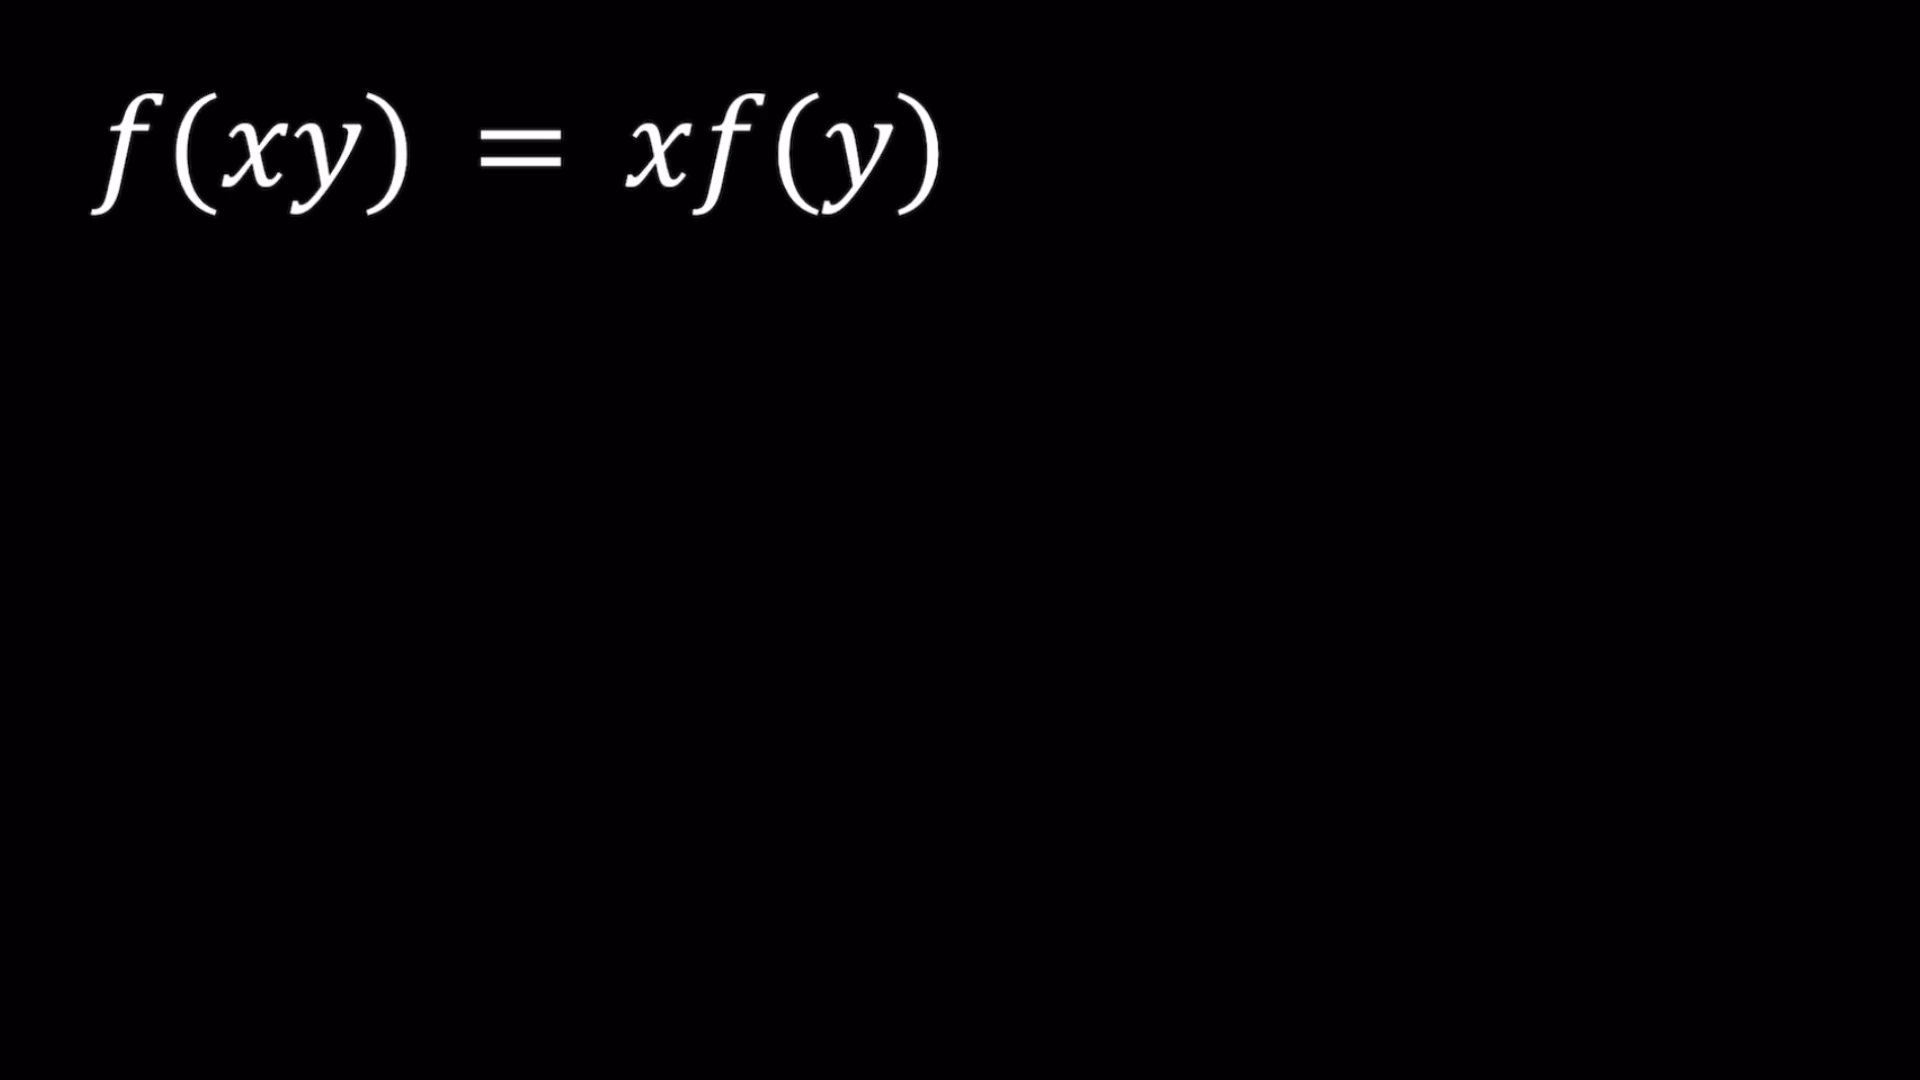 f(xy) = xf(y)